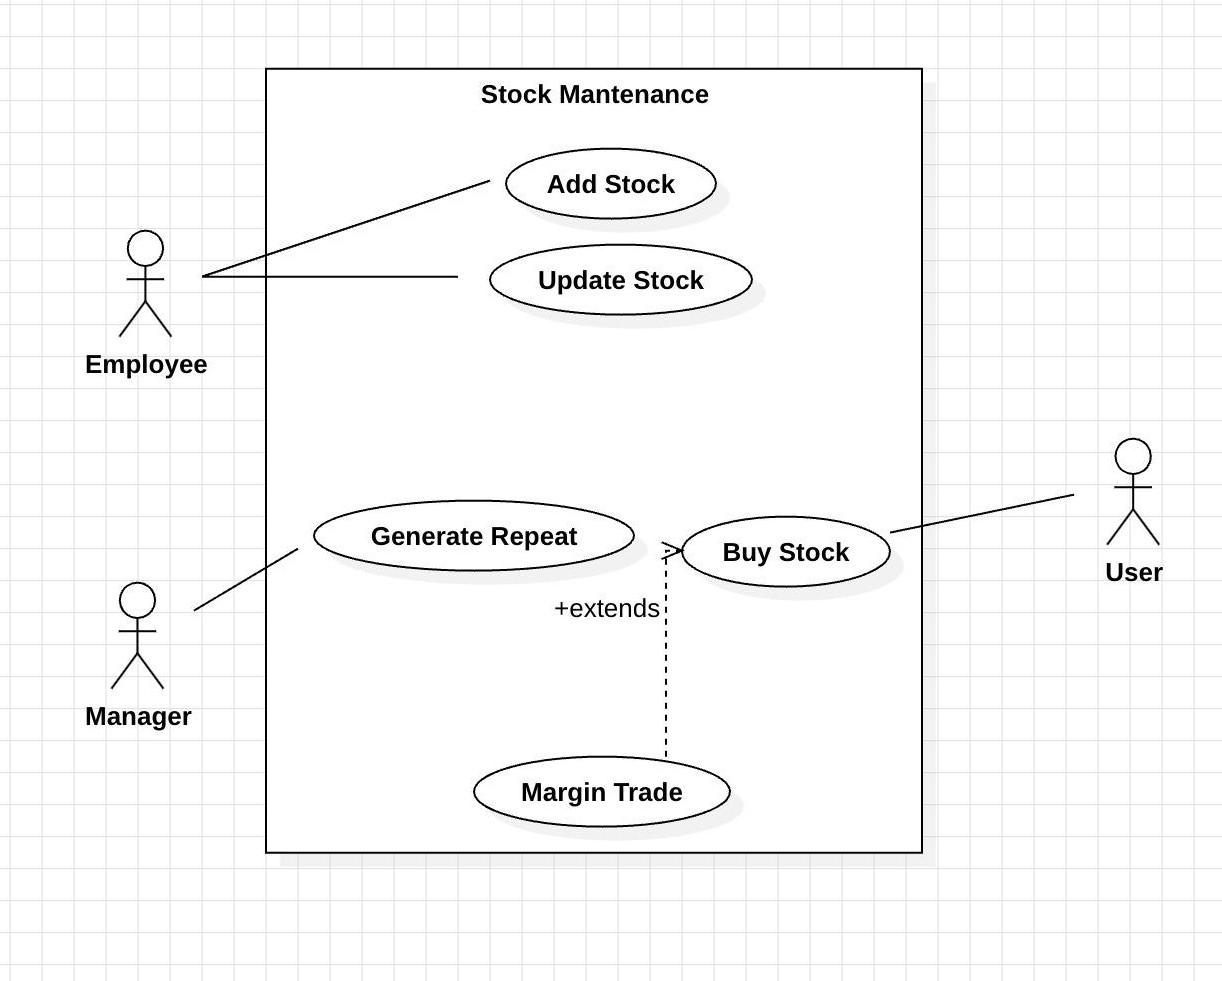 Stock Mantenance
Add Stock
Update Stock
Employee
Generate Repeat
Buy Stock
User
+extends
Manager
Margin Trade